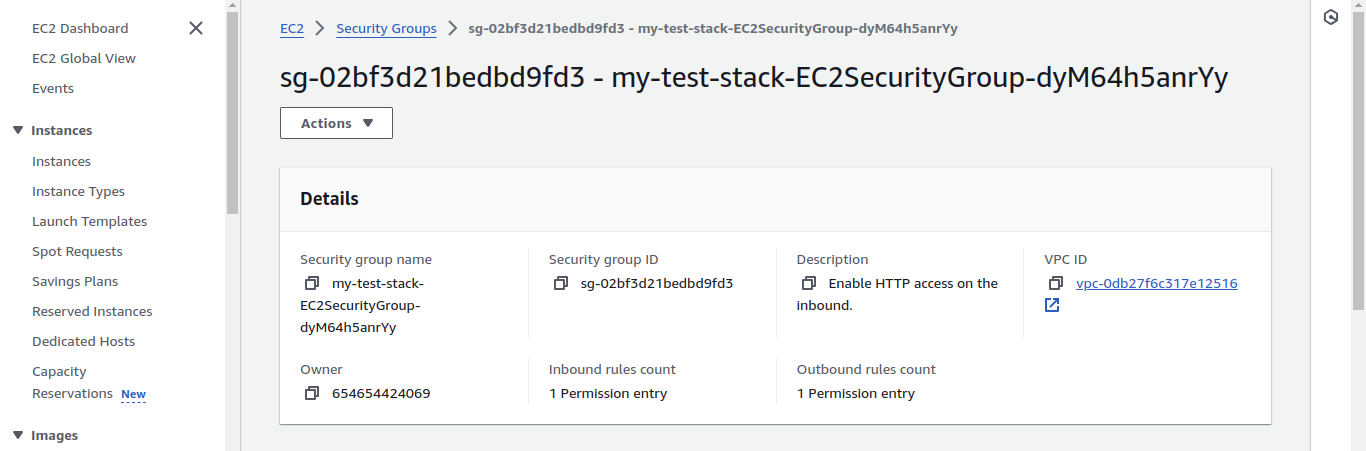 EC2 Dashboard
EC2 Global View
Events
Instances
Instances
Instance Types
Launch Templates
Spot Requests
Savings Plans
Reserved Instances
Dedicated Hosts
Capacity
Reservations New
Images
EC2 > Security Groups > sg-02bf3d21bedbd9fd3 - my-test-stack-EC2SecurityGroup-dyM64h5anrYy
sg-02bf3d21bedbd9fd3 - my-test-stack-EC2SecurityGroup-dyM64h5anrYy
Actions
Details
Security group name
my-test-stack-
EC2SecurityGroup-
dyM64h5anrYy
Security group ID
sg-02bf3d21bedbd9fd3
Description
Enable HTTP access on the
inbound.
VPC ID
vpc-0db27f6c317e12516
Owner
654654424069
Inbound rules count
1 Permission entry
Outbound rules count
1 Permission entry